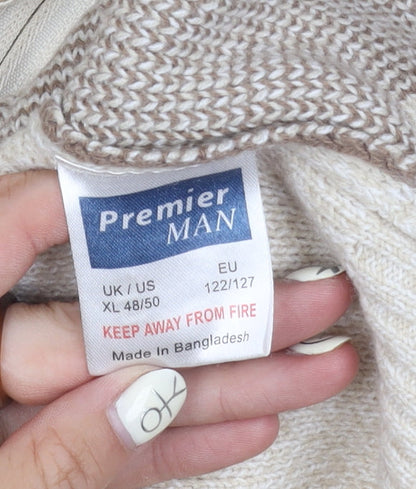 Premier
MAN
UK / US EU
XL 48/50 122/127
KEEP AWAY FROM FIRE
Made In Bangladesh
OK